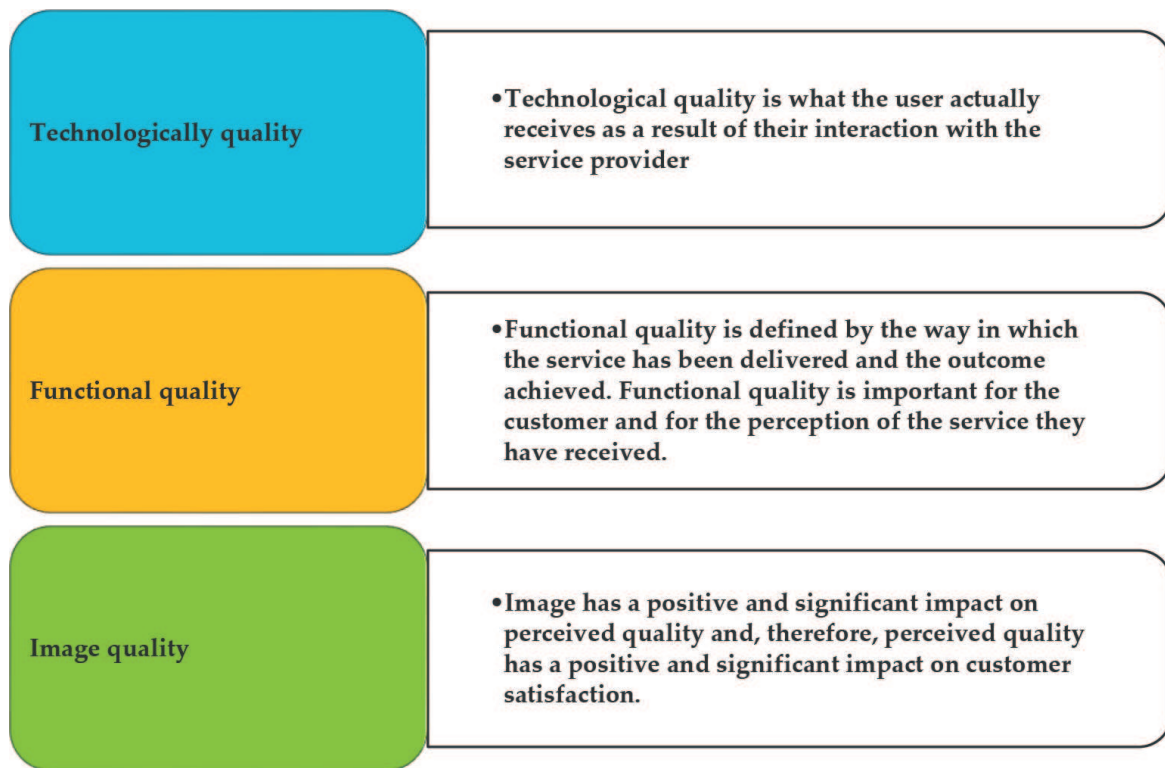 Technologically quality
•Technological quality is what the user actually
receives as a result of their interaction with the
service provider
Functional quality
•Functional quality is defined by the way in which
the service has been delivered and the outcome
achieved. Functional quality is important for the
customer and for the perception of the service they
have received.
Image quality
•Image has a positive and significant impact on
perceived quality and, therefore, perceived quality
has a positive and significant impact on customer
satisfaction.